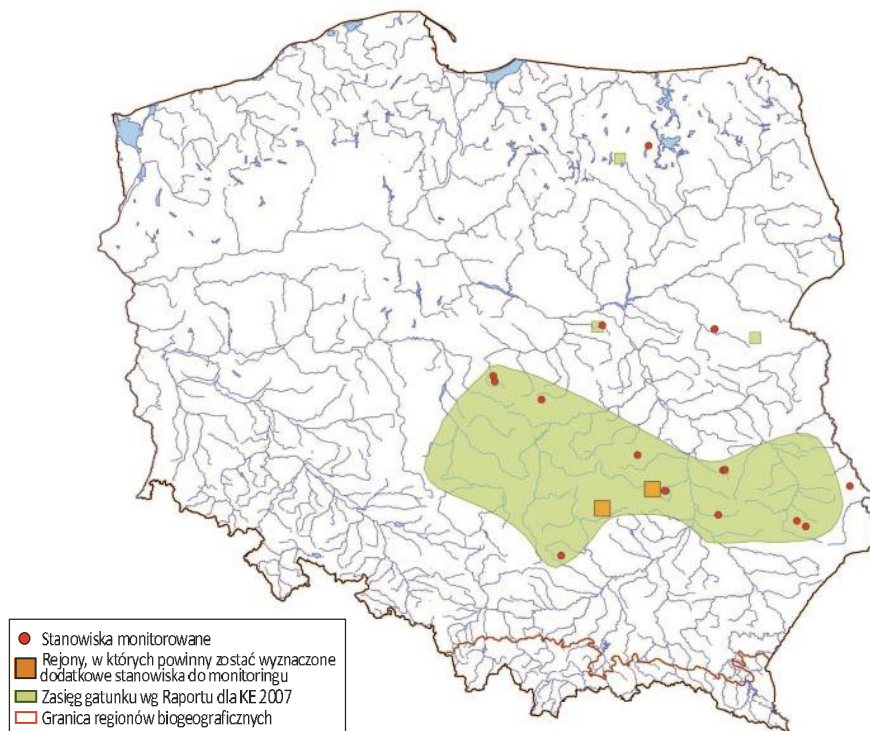 Stanowiska monitorowane
Rejony, w których powinny zostać wyznaczone
dodatkowe stanowiska do monitoringu
Zasięg gatunku wg Raportu dla KE 2007
Granica regionów biogeograficznych